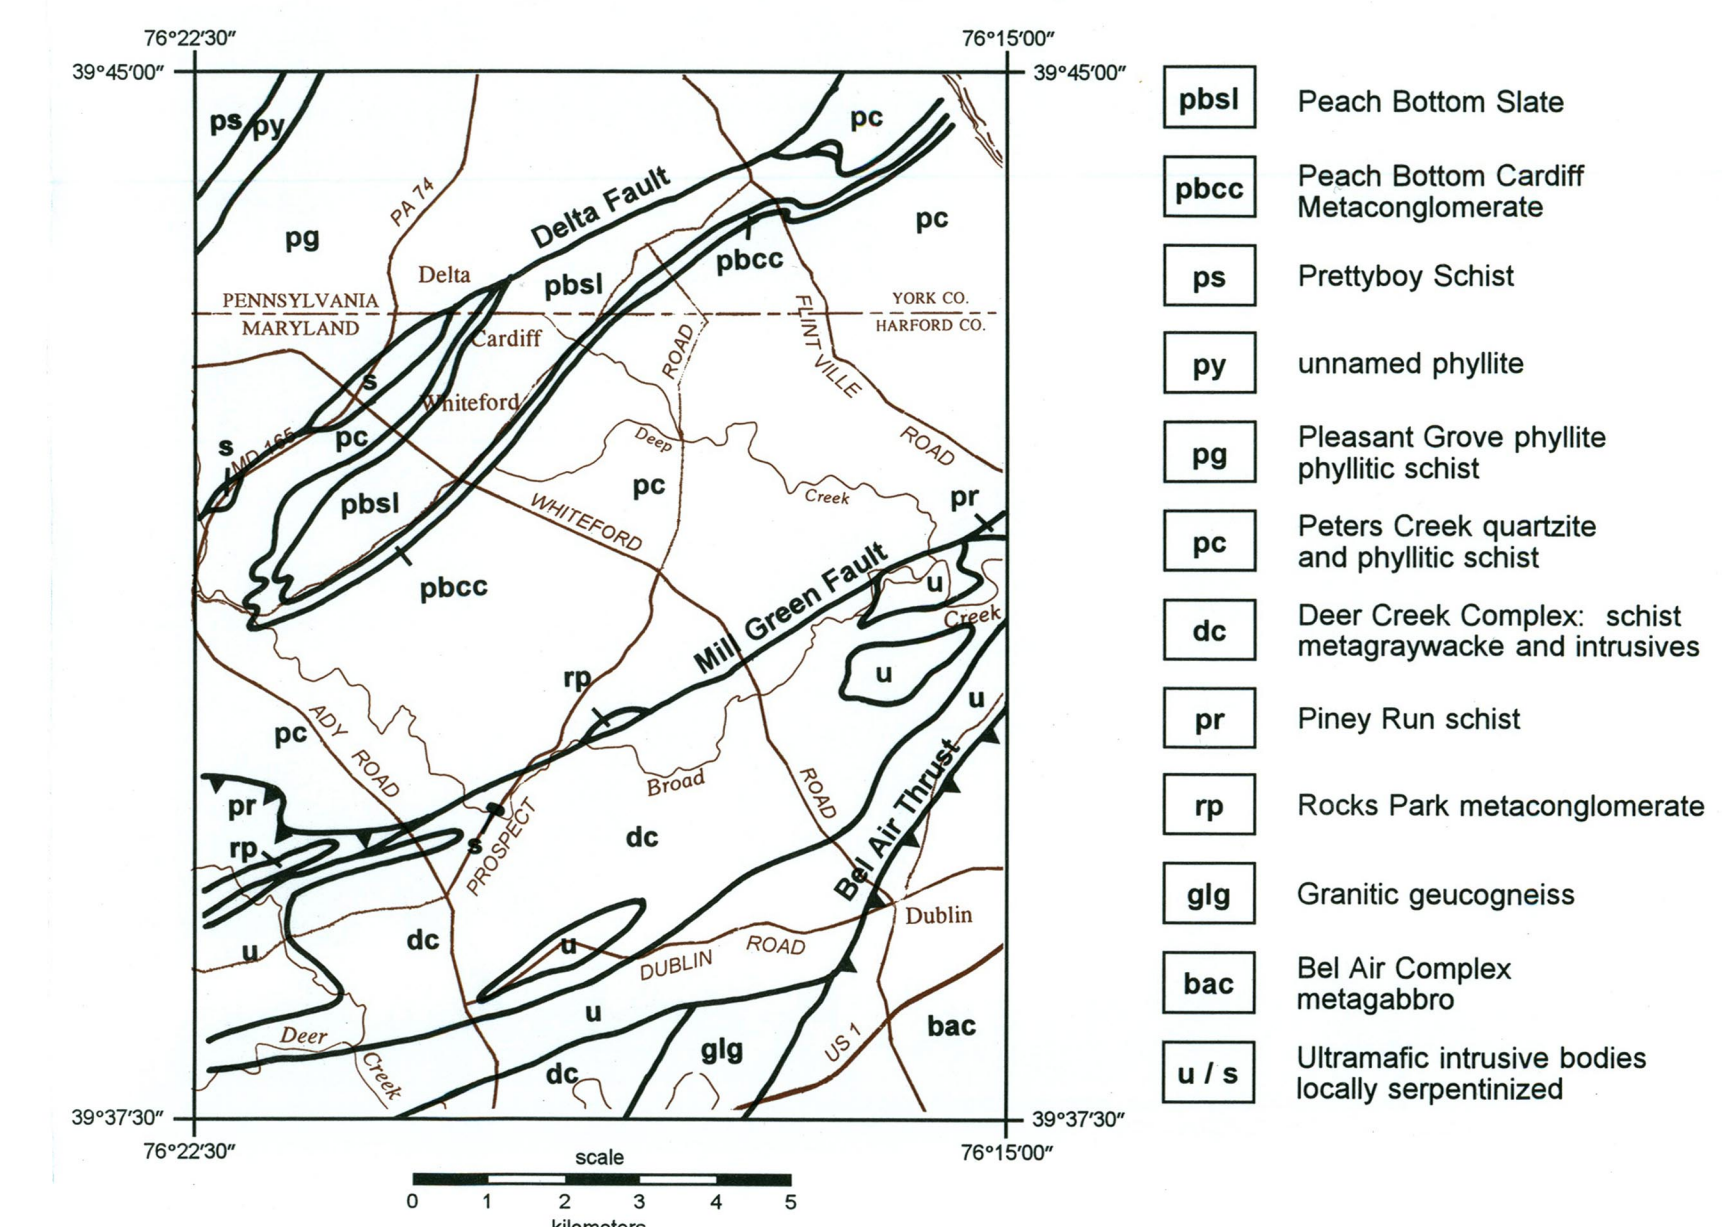 76°22′30″
76°15′00″
39°45′00″
39°45′00″
ps
py
pc
PA 74
pg
Delta Fault
pc
Delta
pbsl
pbcc
PENNSYLVANIA
MARYLAND
YORK CO.
HARFORD CO.
Cardiff
ROAD
FLINTVILLE
ROAD
s
Whiteford
s
MD 165
pc
Deep
Creek
pc
pr
pbsl
WHITEFORD
pbcc
Mill Green Fault
u
Creek
rp
u
u
pc
ADY ROAD
Broad
ROAD
Bel Air Thrust
pr
rp
s
PROSPECT
dc
Dublin
u
dc
u
DUBLIN ROAD
u
Deer
Creek
dc
glg
US 1
bac
39°37′30″
39°37′30″
76°22′30″
76°15′00″
scale
0 1 2 3 4 5
kilometers
pbsl Peach Bottom Slate
pbcc Peach Bottom Cardiff
Metaconglomerate
ps Prettyboy Schist
py unnamed phyllite
pg Pleasant Grove phyllite
phyllitic schist
pc Peters Creek quartzite
and phyllitic schist
dc Deer Creek Complex: schist
metagraywacke and intrusives
pr Piney Run schist
rp Rocks Park metaconglomerate
glg Granitic geucogneiss
bac Bel Air Complex
metagabbro
u / s Ultramafic intrusive bodies
locally serpentinized